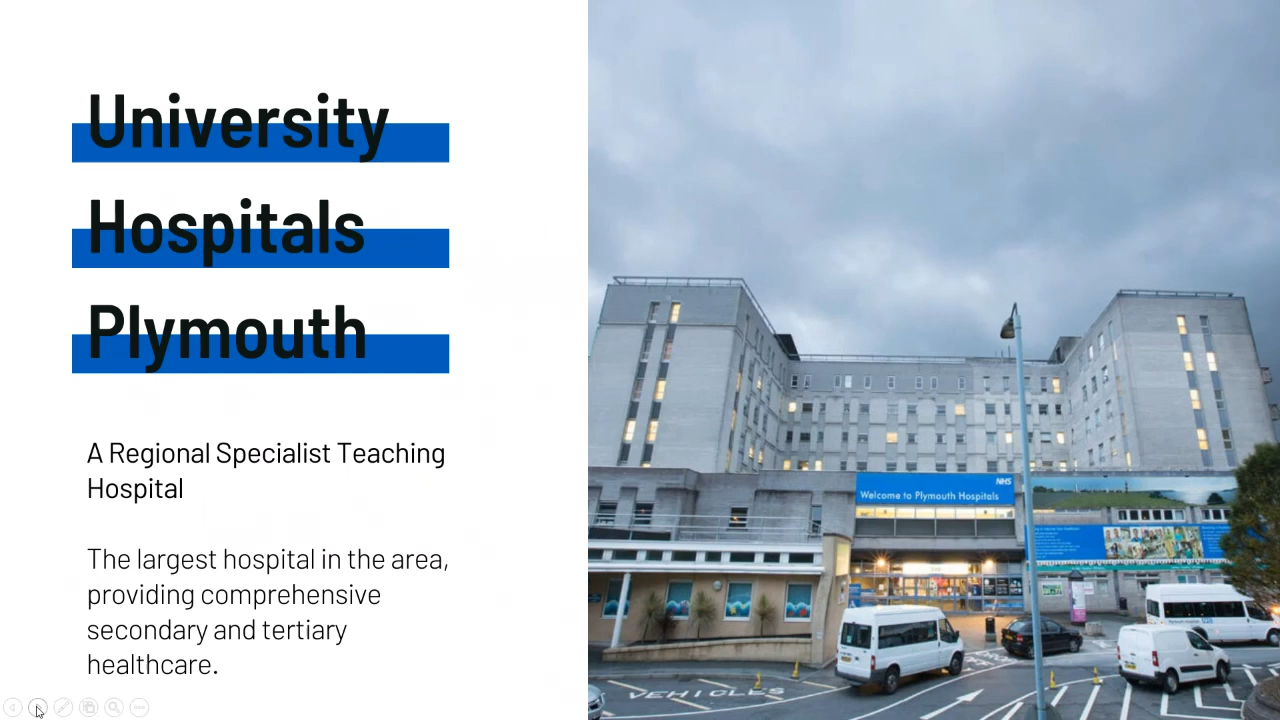 University
Hospitals
Plymouth
A Regional Specialist Teaching
Hospital
The largest hospital in the area,
providing comprehensive
secondary and tertiary
healthcare.
NHS
Welcome to Plymouth Hospitals
VEHICLES